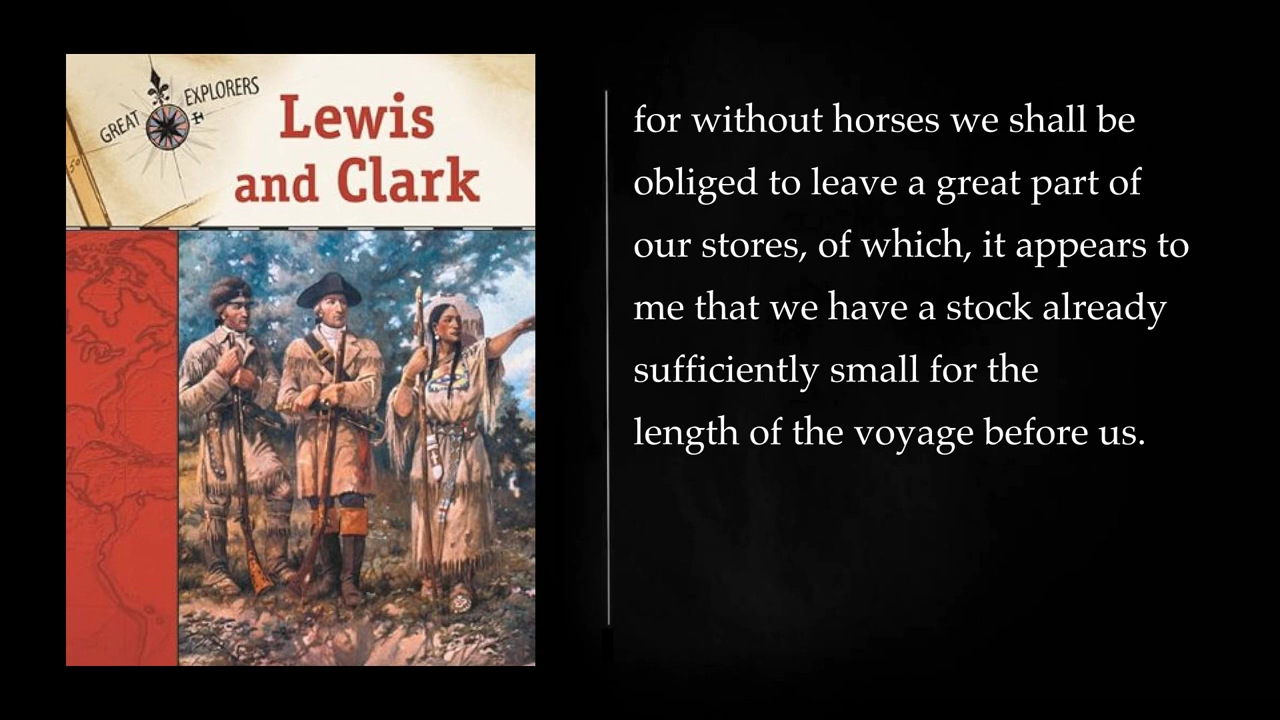 GREAT EXPLORERS
Lewis
and Clark
for without horses we shall be
obliged to leave a great part of
our stores, of which, it appears to
me that we have a stock already
sufficiently small for the
length of the voyage before us.